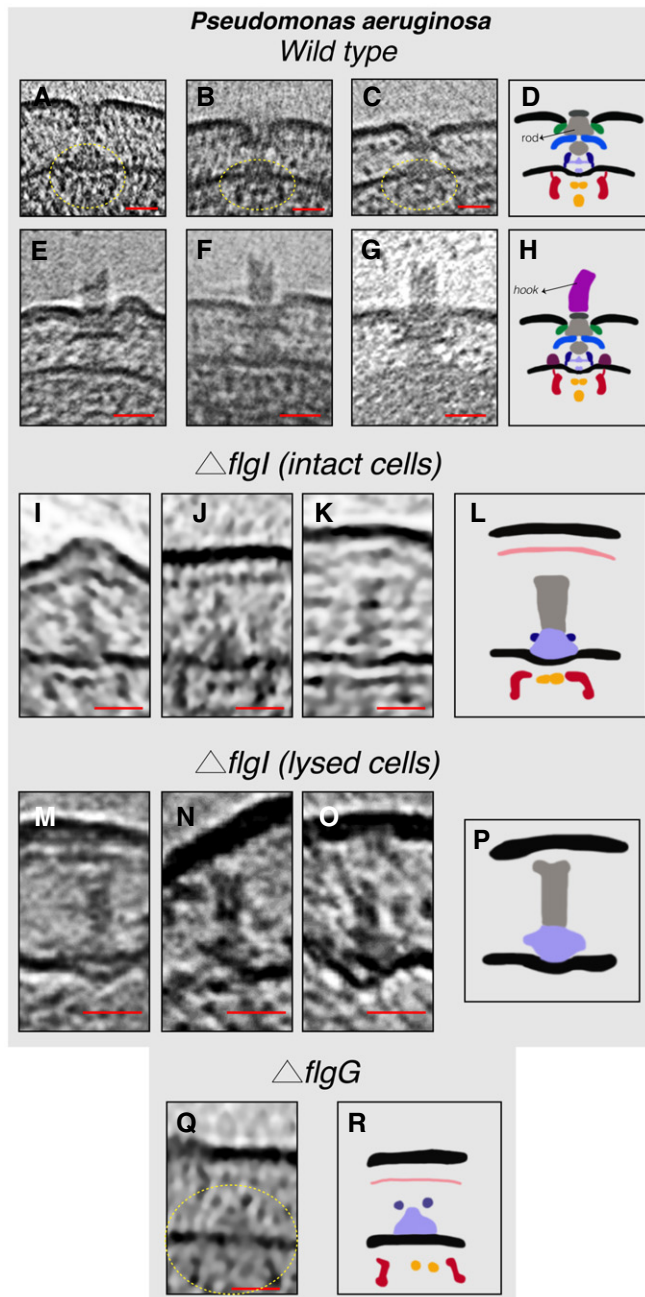 Pseudomonas aeruginosa
Wild type
A
B
C
D
rod
E
F
G
H
hook
△flgI (intact cells)
I
J
K
L
△flgI (lysed cells)
M
N
O
P
△flgG
Q
R